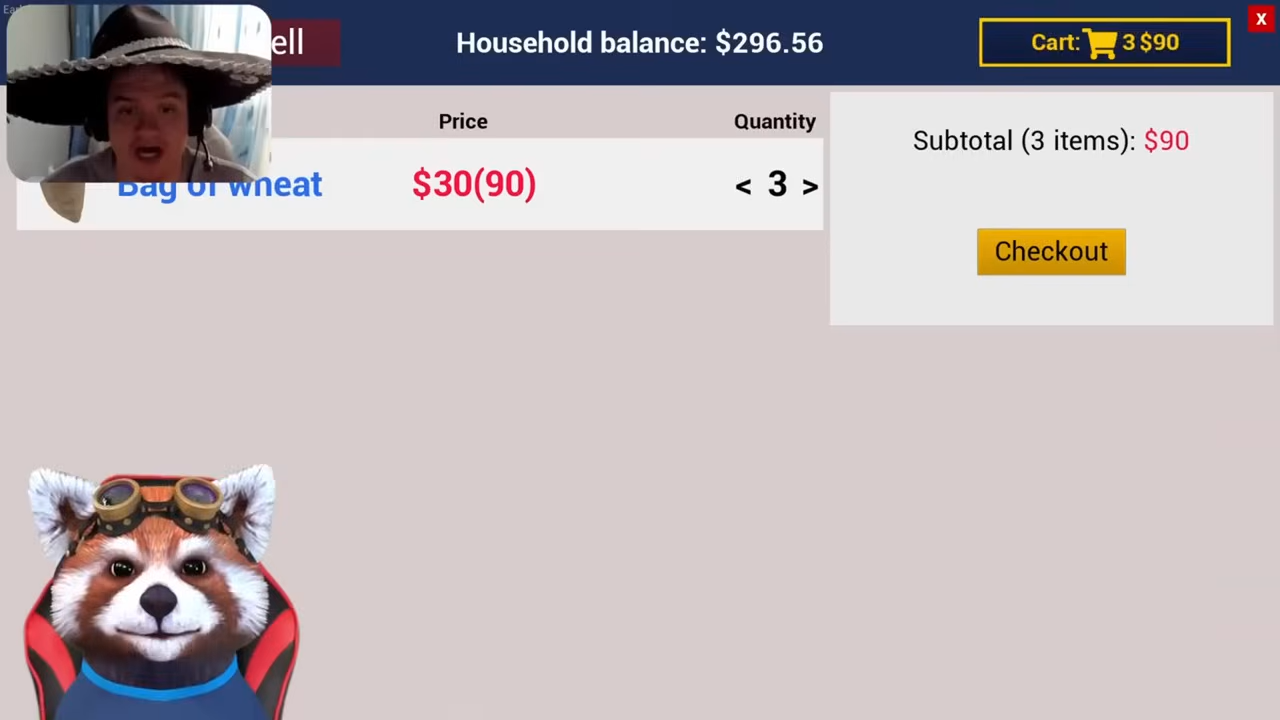 ell
Household balance: $296.56
Cart: 3 $90
X
Price
Quantity
Bag of wheat
$30(90)
< 3 >
Subtotal (3 items): $90
Checkout